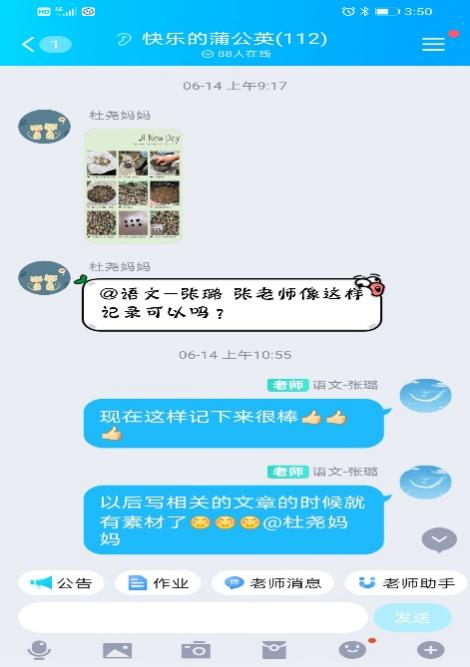 HD 4G 3:50
1 快乐的蒲公英(112)
88人在线
06-14 上午9:17
杜尧妈妈
A New Day
杜尧妈妈
@语文-张璐 张老师像这样
记录可以吗？
06-14 上午10:55
老师 语文-张璐
现在这样记下来很棒
老师 语文-张璐
以后写相关的文章的时候就
有素材了@杜尧妈
妈
公告 作业 老师消息 老师助手
发送